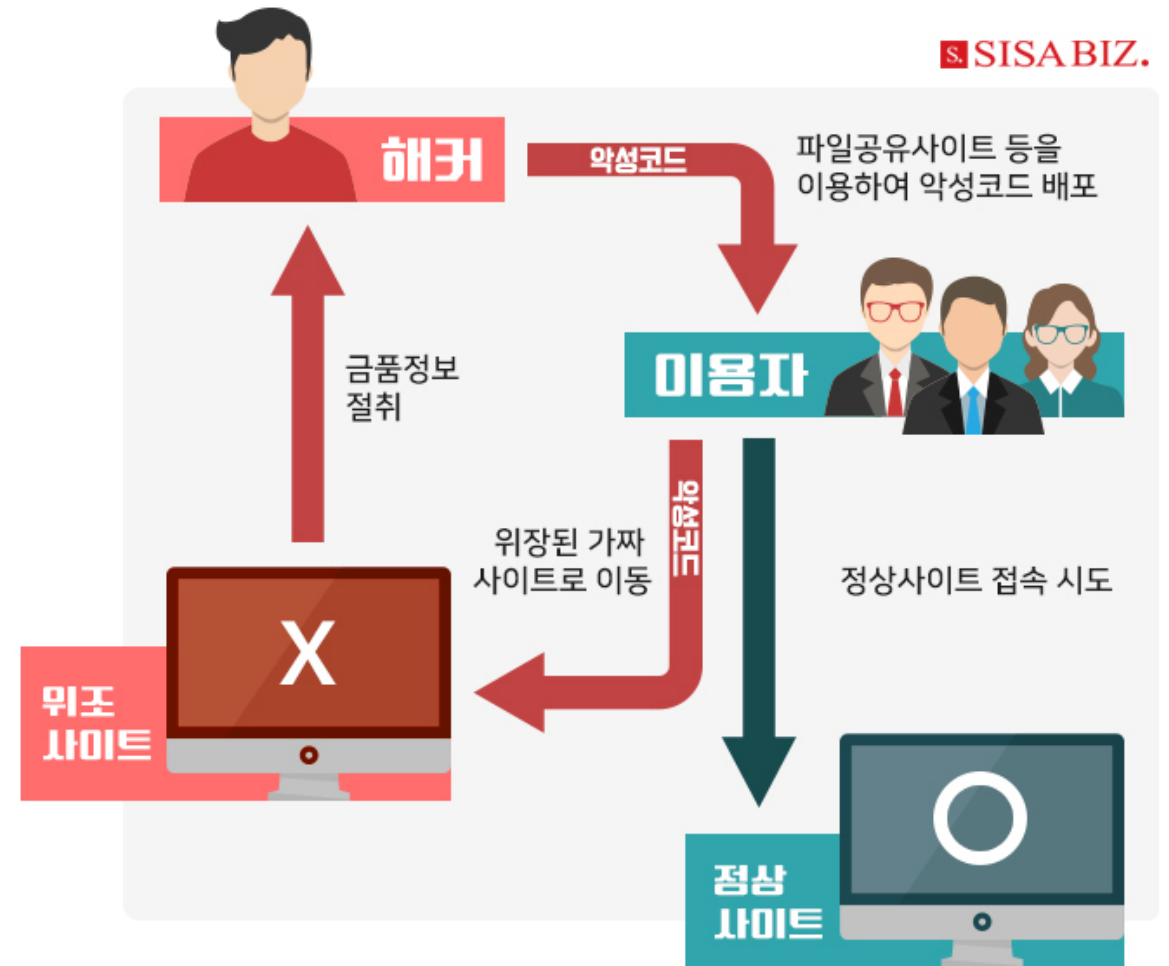 S. SISA BIZ.
해커
악성코드
파일공유사이트 등을
이용하여 악성코드 배포
이용자
금품정보
절취
악성코드
위장된 가짜
사이트로 이동
정상사이트 접속 시도
X
위조
사이트
정상
사이트